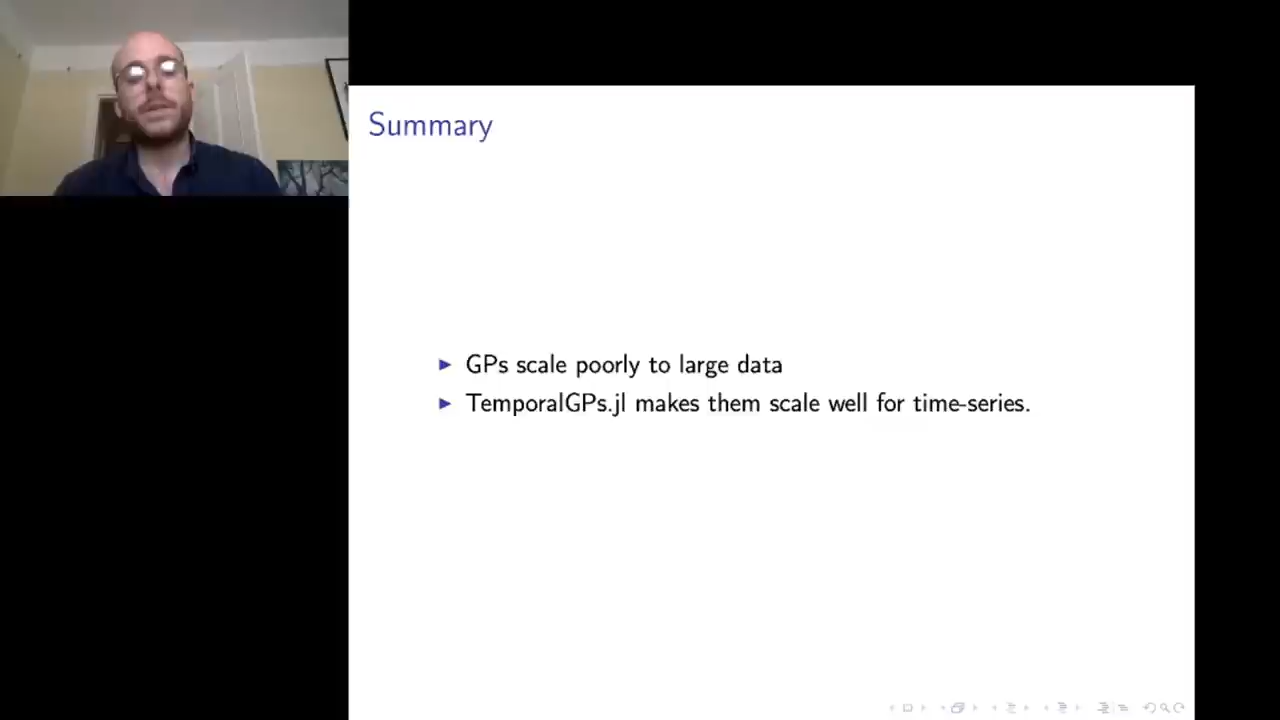 Summary
GPs scale poorly to large data
TemporalGPs.jl makes them scale well for time-series.